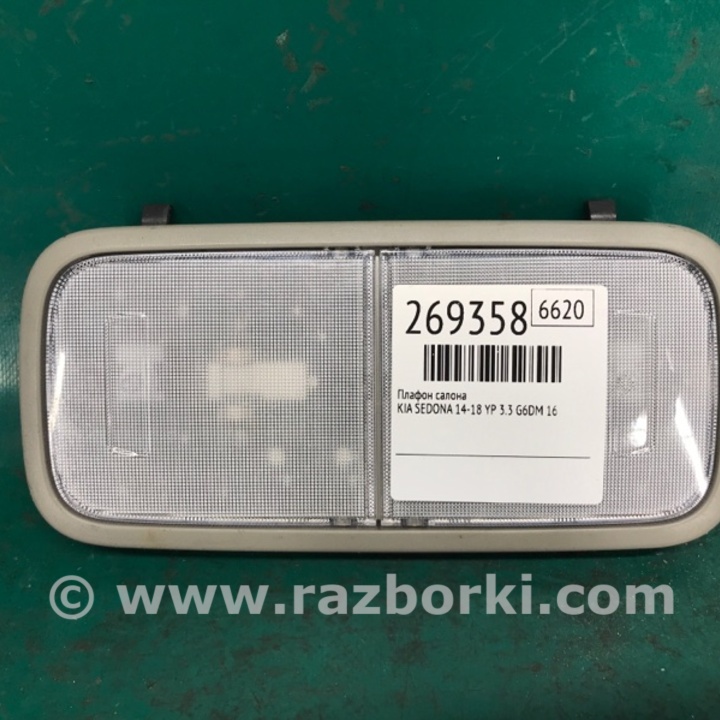 269358 6620
Плафон салона
KIA SEDONA 14-18 YP 3.3 G6DM 16
© www.razborki.com